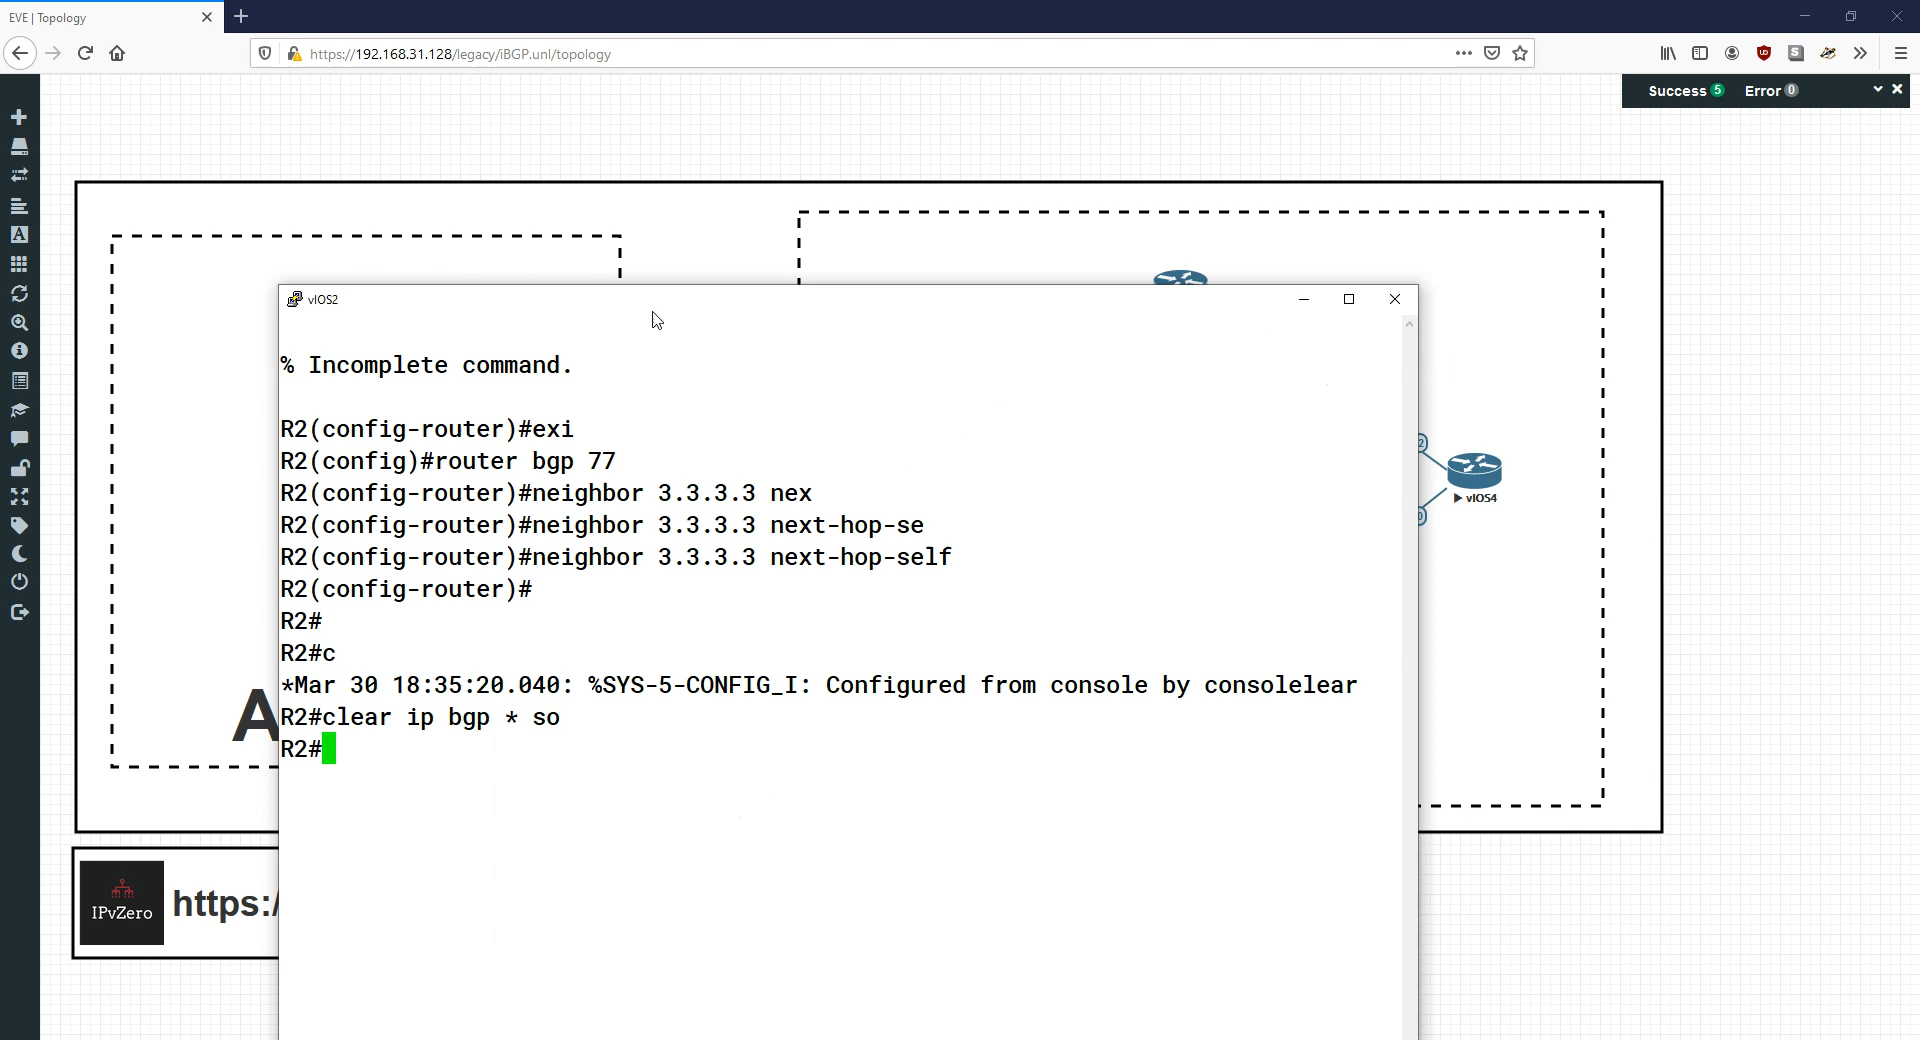 EVE | Topology
https://192.168.31.128/legacy/iBGP.unl/topology
Success 5 Error 0
vIOS2
% Incomplete command.
R2(config-router)#exi
R2(config)#router bgp 77
R2(config-router)#neighbor 3.3.3.3 nex
R2(config-router)#neighbor 3.3.3.3 next-hop-se
R2(config-router)#neighbor 3.3.3.3 next-hop-self
R2(config-router)#
R2#
R2#c
*Mar 30 18:35:20.040: %SYS-5-CONFIG_I: Configured from console by consolelear
R2#clear ip bgp * so
R2#
A
vIOS4
IPvZero
https:/